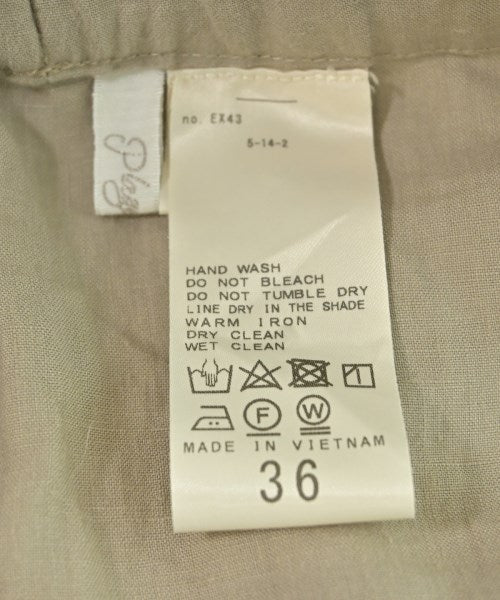 no. EX43
5-14-2
HAND WASH
DO NOT BLEACH
DO NOT TUMBLE DRY
LINE DRY IN THE SHADE
WARM IRON
DRY CLEAN
WET CLEAN
F W
MADE IN VIETNAM
36